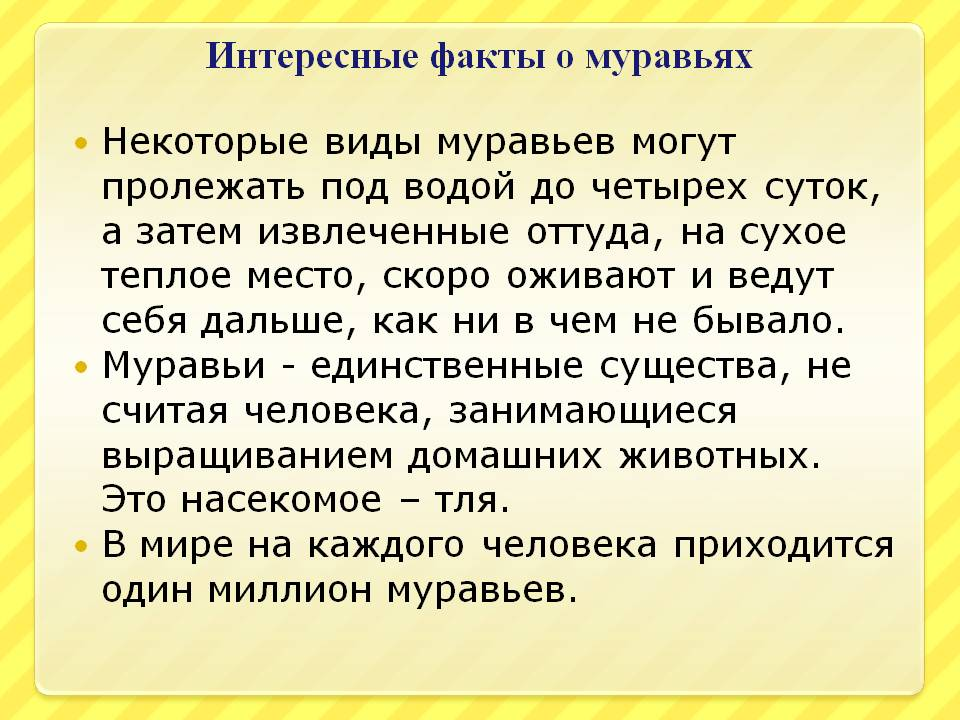 Интересные факты о муравьях
• Некоторые виды муравьев могут
пролежать под водой до четырех суток,
а затем извлеченные оттуда, на сухое
теплое место, скоро оживают и ведут
себя дальше, как ни в чем не бывало.
• Муравьи - единственные существа, не
считая человека, занимающиеся
выращиванием домашних животных.
Это насекомое – тля.
• В мире на каждого человека приходится
один миллион муравьев.